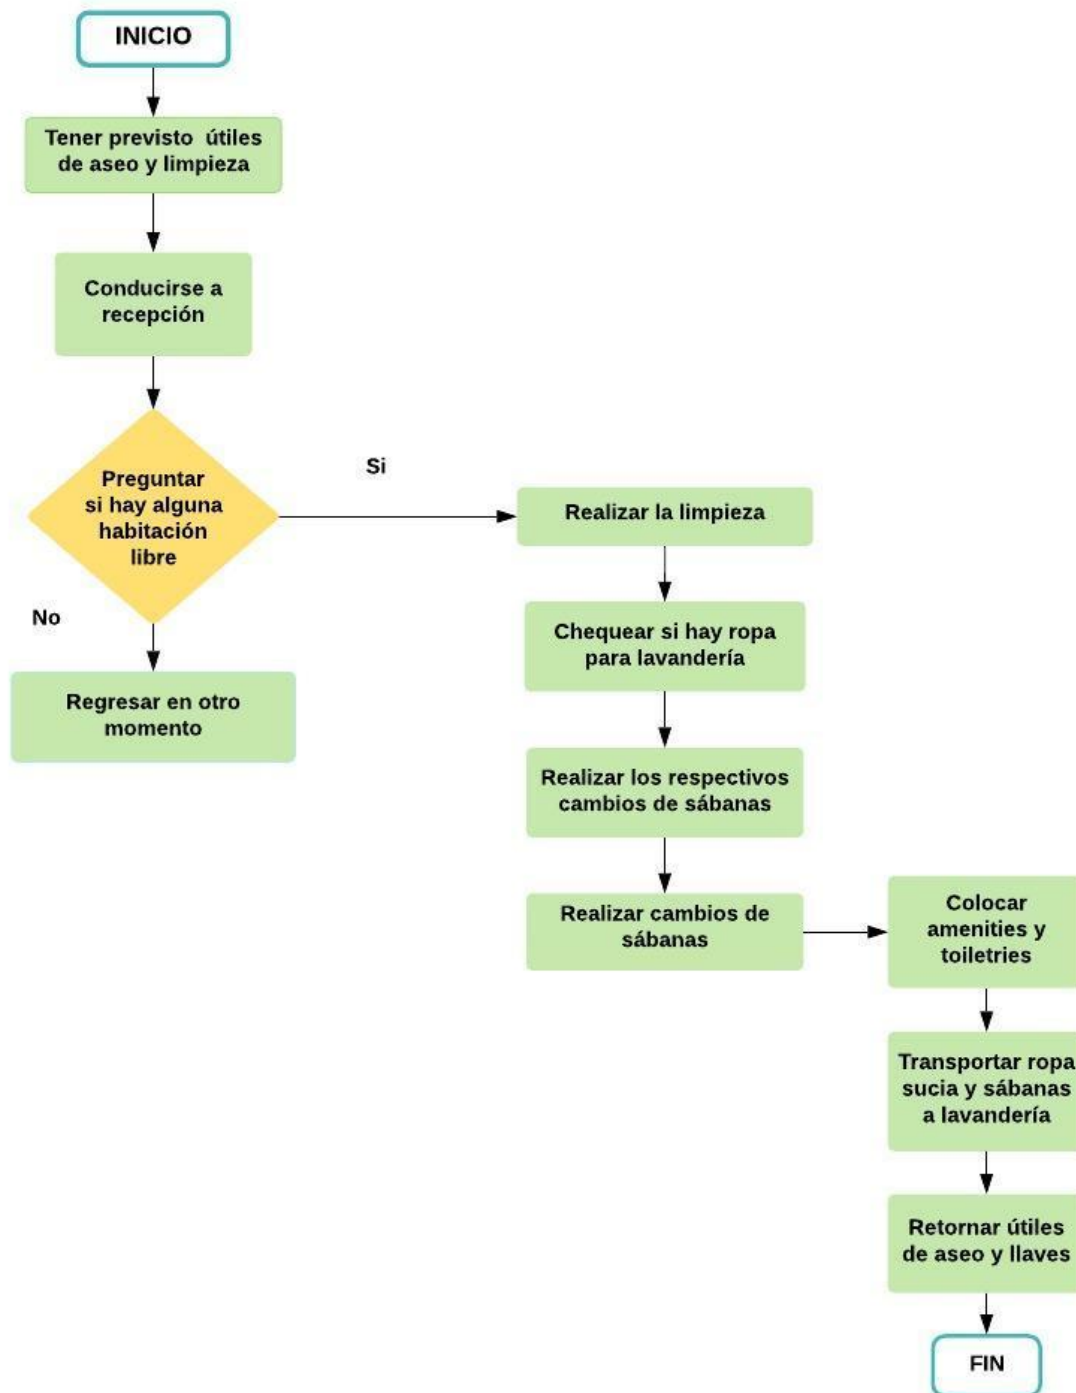 INICIO
Tener previsto útiles
de aseo y limpieza
Conducirse a
recepción
Preguntar
si hay alguna
habitación
libre
Si
No
Regresar en otro
momento
Realizar la limpieza
Chequear si hay ropa
para lavandería
Realizar los respectivos
cambios de sábanas
Realizar cambios de
sábanas
Colocar
amenities y
toiletries
Transportar ropa
sucia y sábanas
a lavandería
Retornar útiles
de aseo y llaves
FIN